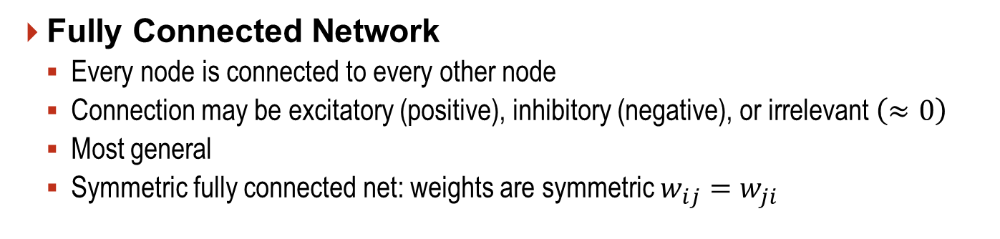 Fully Connected Network
Every node is connected to every other node
Connection may be excitatory (positive), inhibitory (negative), or irrelevant (≈ 0)
Most general
Symmetric fully connected net: weights are symmetric w_{ij} = w_{ji}